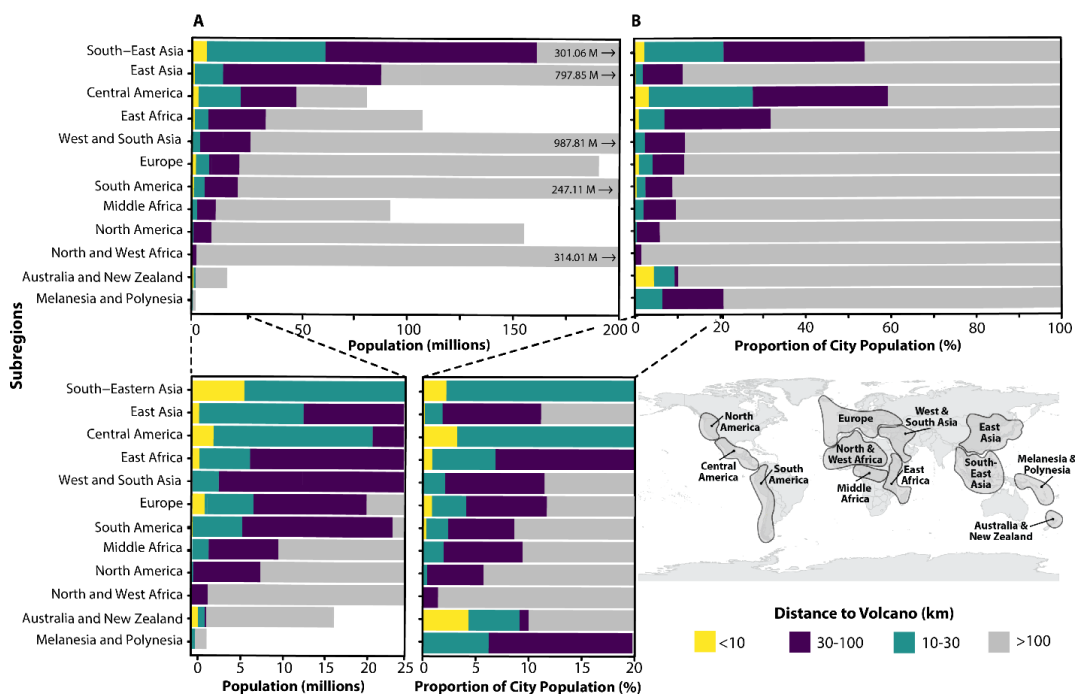 A
B
Subregions
South–East Asia
East Asia
Central America
East Africa
West and South Asia
Europe
South America
Middle Africa
North America
North and West Africa
Australia and New Zealand
Melanesia and Polynesia
301.06 M →
797.85 M →
987.81 M →
247.11 M →
314.01 M →
0 50 100 150 200
Population (millions)
0 20 40 60 80 100
Proportion of City Population (%)
South–Eastern Asia
East Asia
Central America
East Africa
West and South Asia
Europe
South America
Middle Africa
North America
North and West Africa
Australia and New Zealand
Melanesia and Polynesia
0 5 10 15 20 25
Population (millions)
0 5 10 15 20
Proportion of City Population (%)
North
America
Central
America
South
America
Europe
North &
West Africa
Middle
Africa
East
Africa
West &
South Asia
East
Asia
South-
East
Asia
Melanesia &
Polynesia
Australia &
New Zealand
Distance to Volcano (km)
<10
30-100
10-30
>100